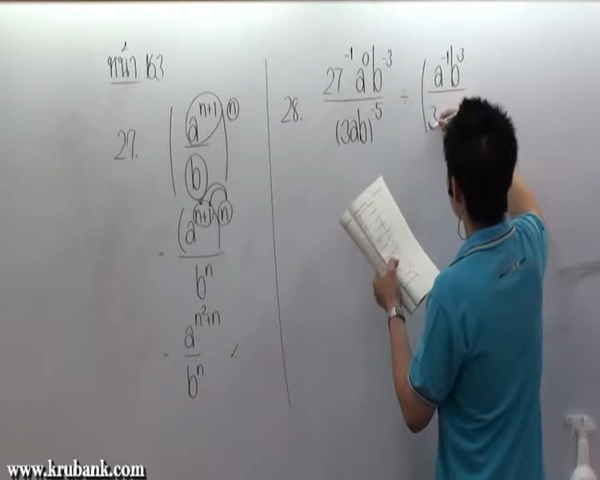 หน้า 163
27. (a^{n+1}/b)^n
= (a^{n+1})^n/b^n
= a^{n²+n}/b^n ✓
28. 27^{-1}a^0b^{-3}/(3ab)^{-5} ÷ (a^{-1}b^3/3
www.krubank.com